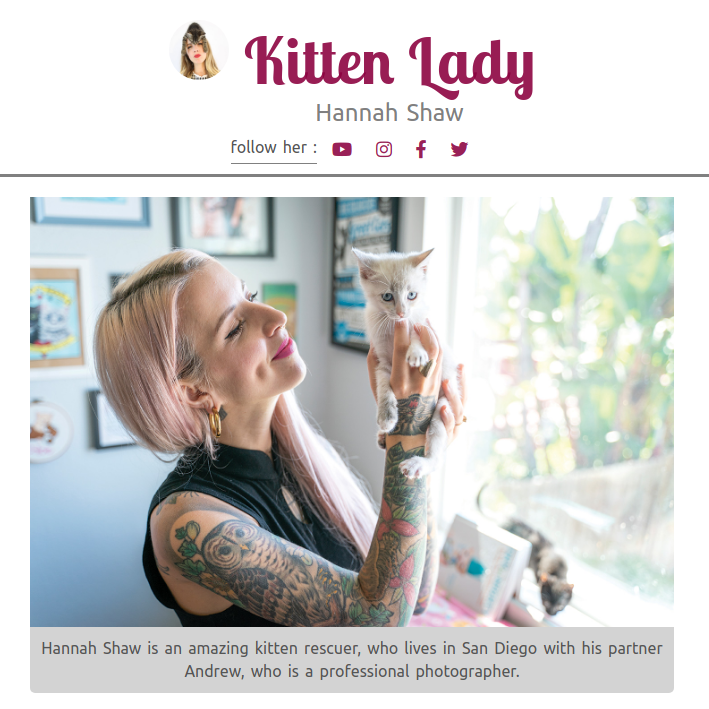 Kitten Lady
Hannah Shaw
follow her :
Hannah Shaw is an amazing kitten rescuer, who lives in San Diego with his partner
Andrew, who is a professional photographer.